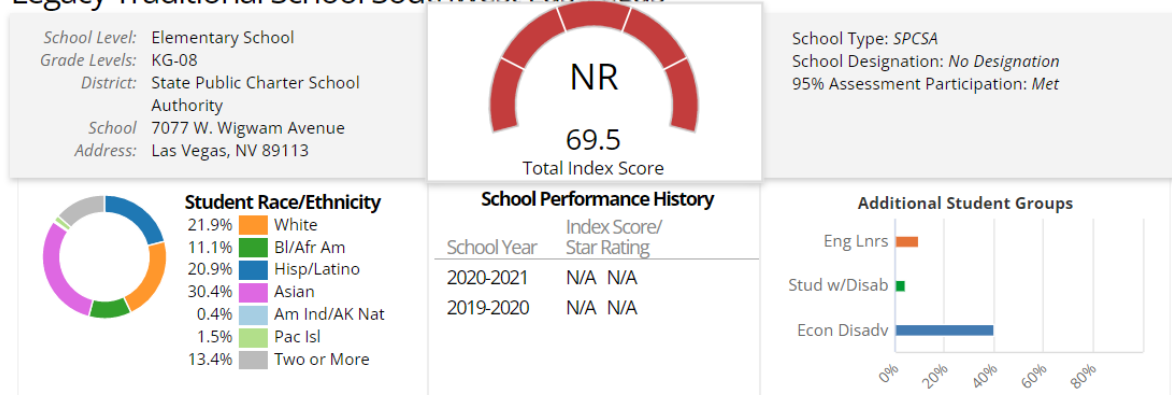 Legacy Traditional School Southwest
School Level: Elementary School
Grade Levels: KG-08
District: State Public Charter School
Authority
School 7077 W. Wigwam Avenue
Address: Las Vegas, NV 89113
NR
69.5
Total Index Score
School Type: SPCSA
School Designation: No Designation
95% Assessment Participation: Met
Student Race/Ethnicity
21.9% White
11.1% Bl/Afr Am
20.9% Hisp/Latino
30.4% Asian
0.4% Am Ind/AK Nat
1.5% Pac Isl
13.4% Two or More
School Performance History
Index Score/
School Year Star Rating
2020-2021 N/A N/A
2019-2020 N/A N/A
Additional Student Groups
Eng Lnrs
Stud w/Disab
Econ Disadv
0% 20% 40% 60% 80%